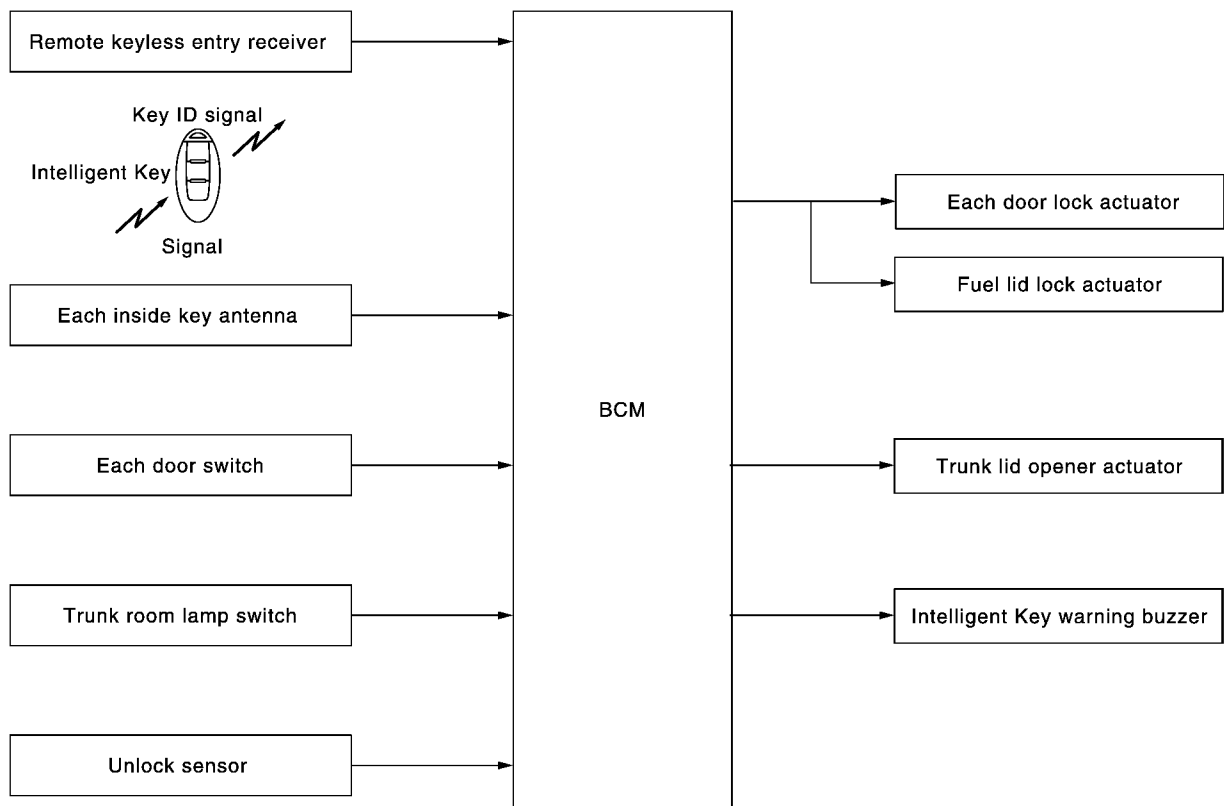 Remote keyless entry receiver
Key ID signal
Intelligent Key
Signal
Each inside key antenna
Each door switch
Trunk room lamp switch
Unlock sensor
BCM
Each door lock actuator
Fuel lid lock actuator
Trunk lid opener actuator
Intelligent Key warning buzzer